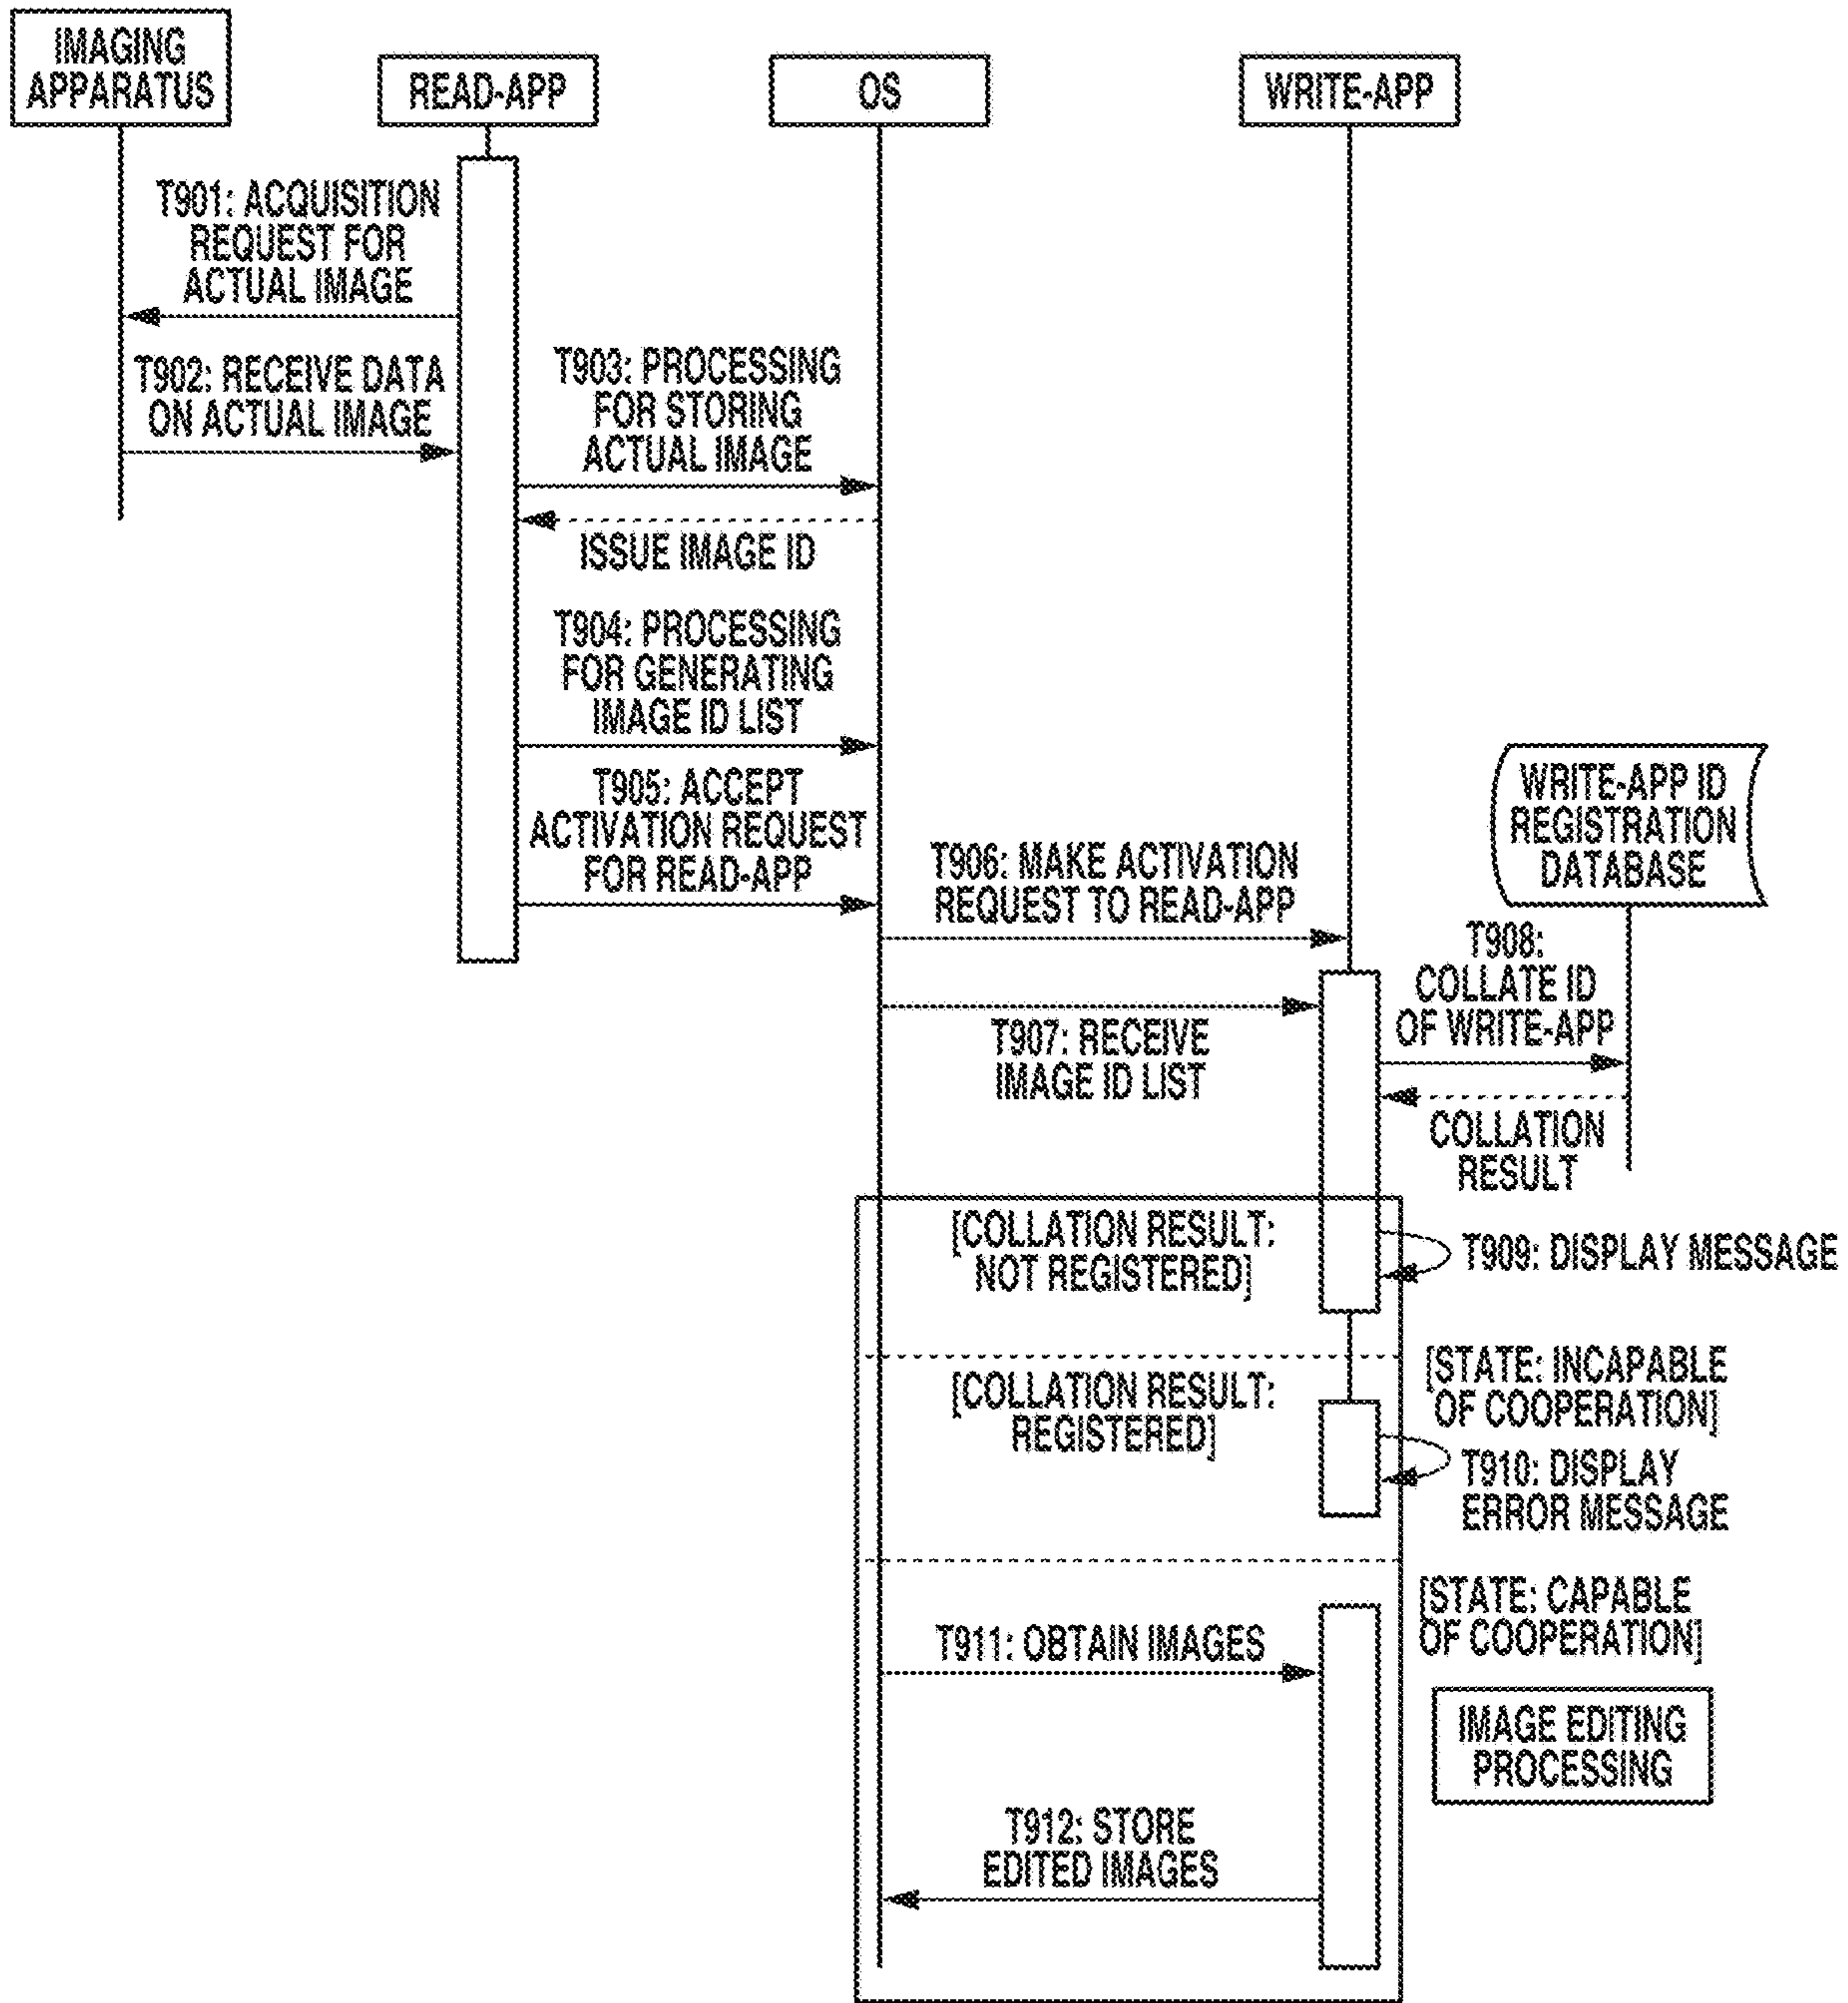 IMAGING
APPARATUS
READ-APP
OS
WRITE-APP
T901: ACQUISITION
REQUEST FOR
ACTUAL IMAGE
T902: RECEIVE DATA
ON ACTUAL IMAGE
T903: PROCESSING
FOR STORING
ACTUAL IMAGE
ISSUE IMAGE ID
T904: PROCESSING
FOR GENERATING
IMAGE ID LIST
T905: ACCEPT
ACTIVATION REQUEST
FOR READ-APP
T906: MAKE ACTIVATION
REQUEST TO READ-APP
WRITE-APP ID
REGISTRATION
DATABASE
T907: RECEIVE
IMAGE ID LIST
T908:
COLLATE ID
OF WRITE-APP
COLLATION
RESULT
[COLLATION RESULT:
NOT REGISTERED]
T909: DISPLAY MESSAGE
[COLLATION RESULT:
REGISTERED]
[STATE: INCAPABLE
OF COOPERATION]
T910: DISPLAY
ERROR MESSAGE
[STATE: CAPABLE
OF COOPERATION]
T911: OBTAIN IMAGES
IMAGE EDITING
PROCESSING
T912: STORE
EDITED IMAGES